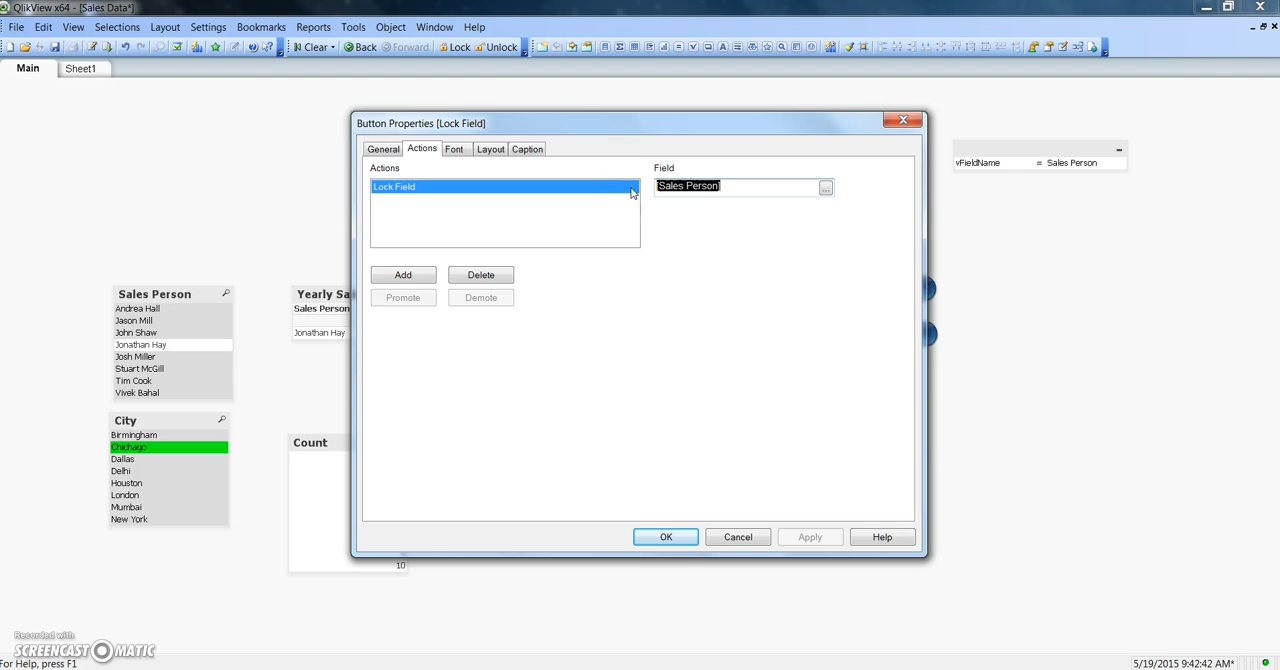 QlikView x64 - [Sales Data*]
File Edit View Selections Layout Settings Bookmarks Reports Tools Object Window Help
Clear Back Forward Lock Unlock
Main Sheet1
Button Properties [Lock Field]
General Actions Font Layout Caption
Actions Field
Lock Field
Sales Person
...
Add Delete
Promote Demote
OK Cancel Apply Help
vFieldName = Sales Person
Sales Person
Andrea Hall
Jason Mill
John Shaw
Jonathan Hay
Josh Miller
Stuart McGill
Tim Cook
Vivek Bahal
Yearly Sa
Sales Person
Jonathan Hay
City
Birmingham
Chichago
Dallas
Delhi
Houston
London
Mumbai
New York
Count
10
Recorded with
SCREENCAST MATIC
For Help, press F1
5/19/2015 9:42:42 AM*